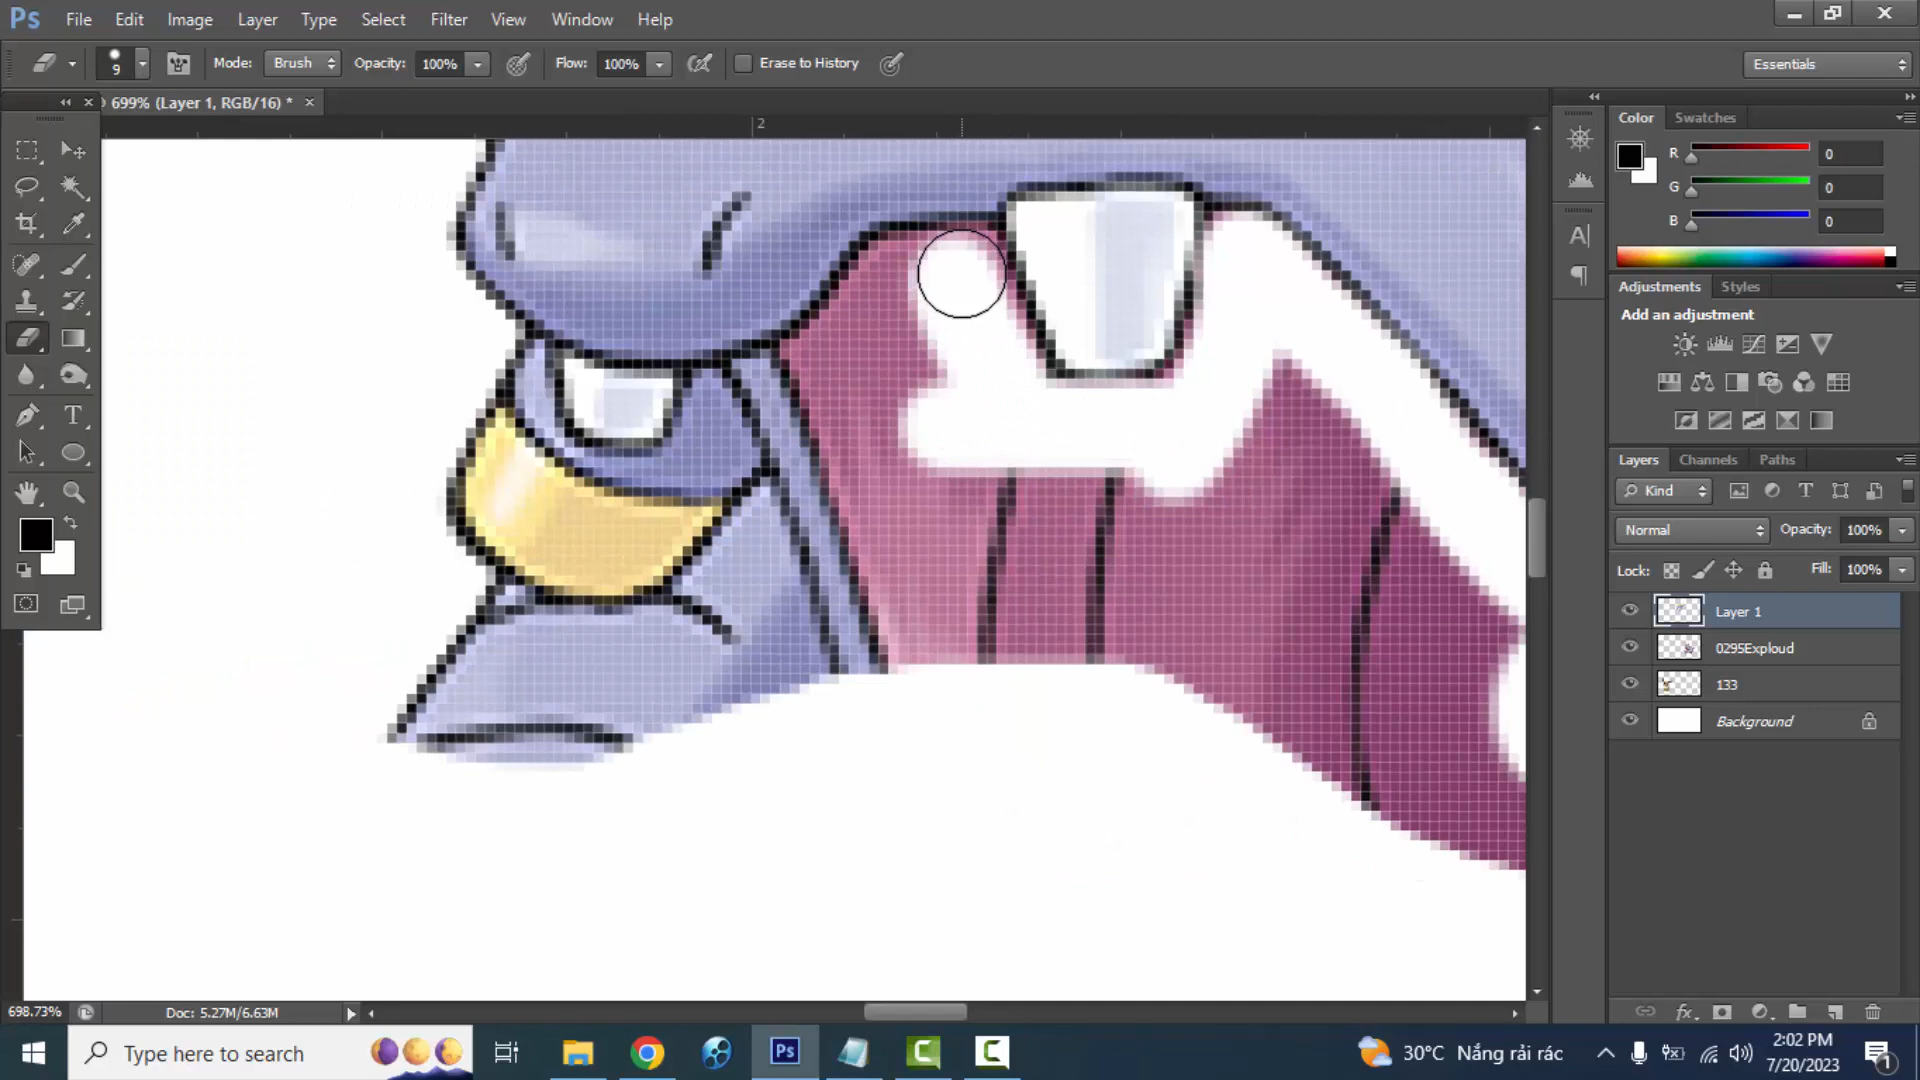 Ps File Edit Image Layer Type Select Filter View Window Help
9 Mode: Brush Opacity: 100% Flow: 100% Erase to History Essentials
699% (Layer 1, RGB/16) * ×
2
Color Swatches
R 0
G 0
B 0
Adjustments Styles
Add an adjustment
Layers Channels Paths
Kind
Normal Opacity: 100%
Lock: Fill: 100%
Layer 1
0295Exploud
133
Background
698.73% Doc: 5.27M/6.63M
Type here to search
Ps
30°C Nắng rải rác
2:02 PM
7/20/2023
1